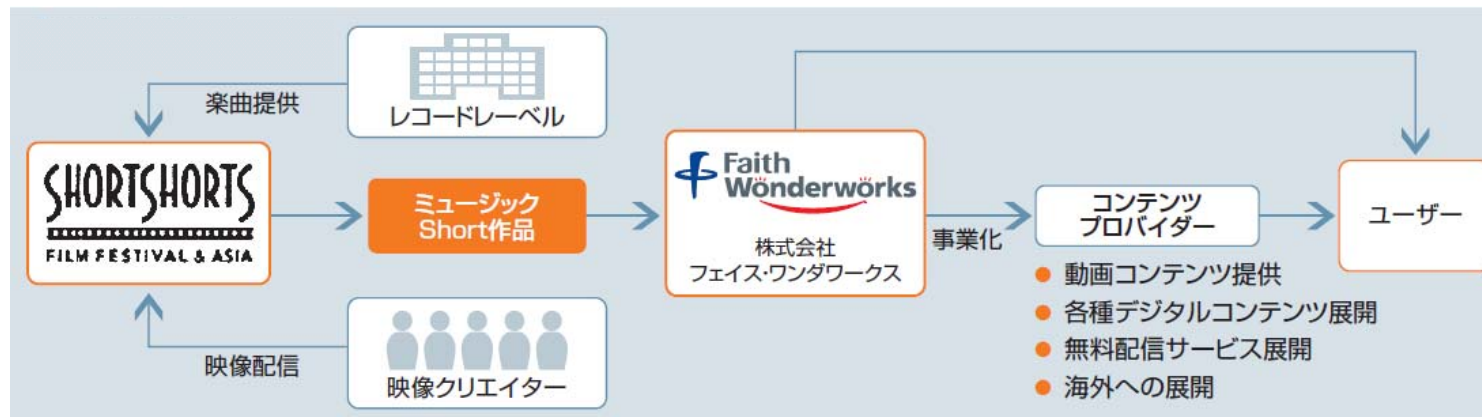 楽曲提供
レコードレーベル
SHORTSHORTS
FILM FESTIVAL & ASIA
映像配信
映像クリエイター
ミュージック
Short作品
Faith
Wonderworks
株式会社
フェイス・ワンダワークス
事業化
コンテンツ
プロバイダー
● 動画コンテンツ提供
● 各種デジタルコンテンツ展開
● 無料配信サービス展開
● 海外への展開
ユーザー